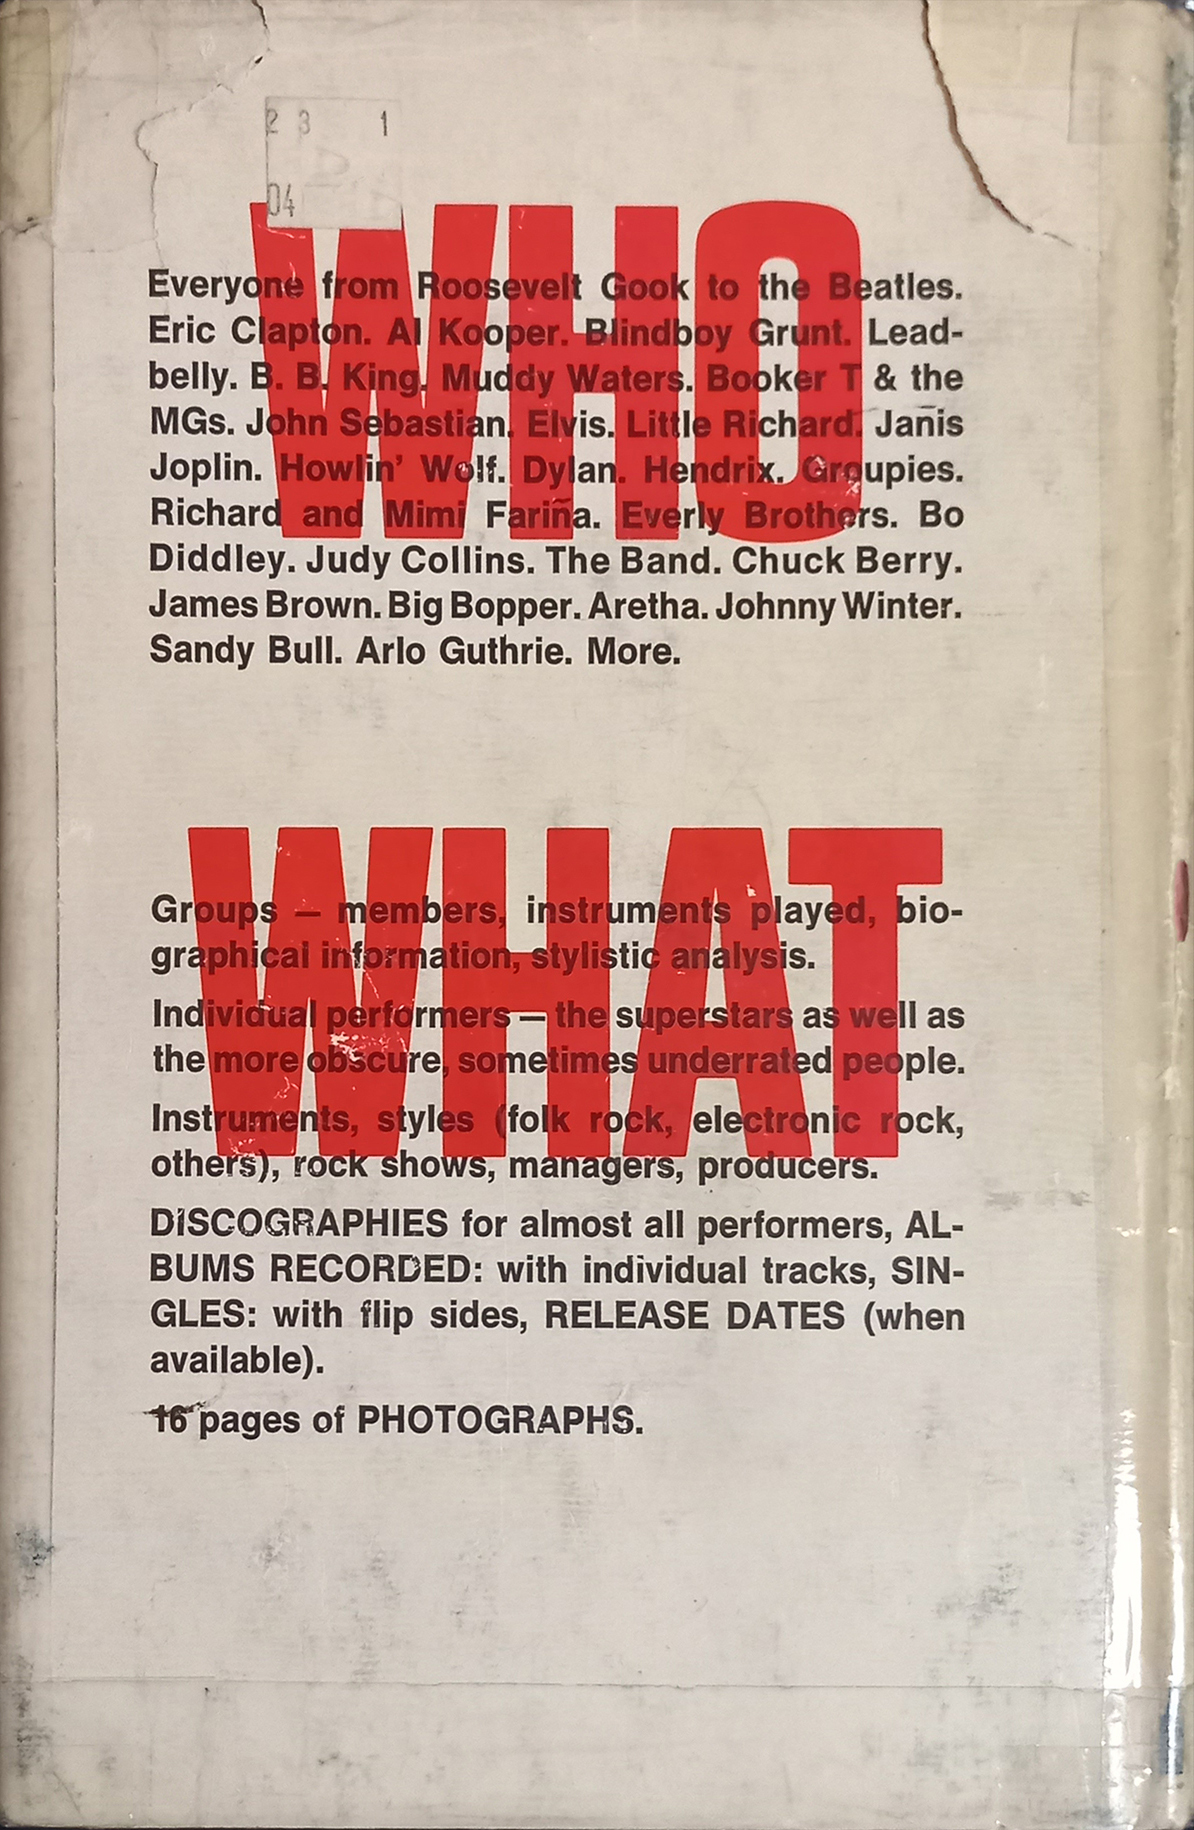 2 3 1
04
WHO
Everyone from Roosevelt Gook to the Beatles.
Eric Clapton. Al Kooper. Blindboy Grunt. Lead-
belly. B. B. King. Muddy Waters. Booker T & the
MGs. John Sebastian. Elvis. Little Richard. Janis
Joplin. Howlin' Wolf. Dylan. Hendrix. Groupies.
Richard and Mimi Fariña. Everly Brothers. Bo
Diddley. Judy Collins. The Band. Chuck Berry.
James Brown. Big Bopper. Aretha. Johnny Winter.
Sandy Bull. Arlo Guthrie. More.
WHAT
Groups — members, instruments played, bio-
graphical information, stylistic analysis.
Individual performers — the superstars as well as
the more obscure, sometimes underrated people.
Instruments, styles (folk rock, electronic rock,
others), rock shows, managers, producers.
DISCOGRAPHIES for almost all performers, AL-
BUMS RECORDED: with individual tracks, SIN-
GLES: with flip sides, RELEASE DATES (when
available).
16 pages of PHOTOGRAPHS.